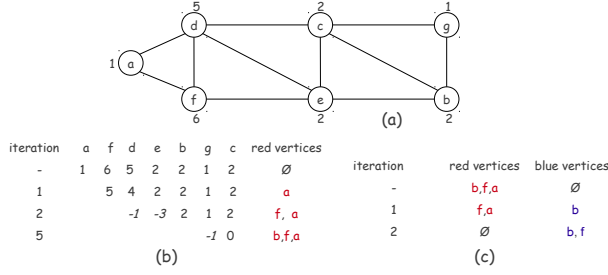 5 2 1
d c g
1 a
f e b
6 2 (a) 2
iteration a f d e b g c red vertices
- 1 6 5 2 2 1 2 Ø
1 5 4 2 2 1 2 a
2 -1 -3 2 1 2 f, a
5 -1 0 b,f,a
(b)
iteration red vertices blue vertices
- b,f,a Ø
1 f,a b
2 Ø b, f
(c)